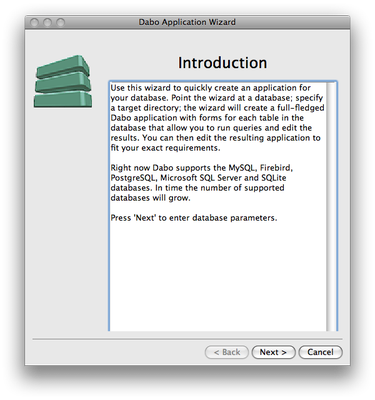 Dabo Application Wizard
Introduction
Use this wizard to quickly create an application for
your database. Point the wizard at a database; specify
a target directory; the wizard will create a full-fledged
Dabo application with forms for each table in the
database that allow you to run queries and edit the
results. You can then edit the resulting application to
fit your exact requirements.
Right now Dabo supports the MySQL, Firebird,
PostgreSQL, Microsoft SQL Server and SQLite
databases. In time the number of supported
databases will grow.
Press 'Next' to enter database parameters.
< Back Next > Cancel